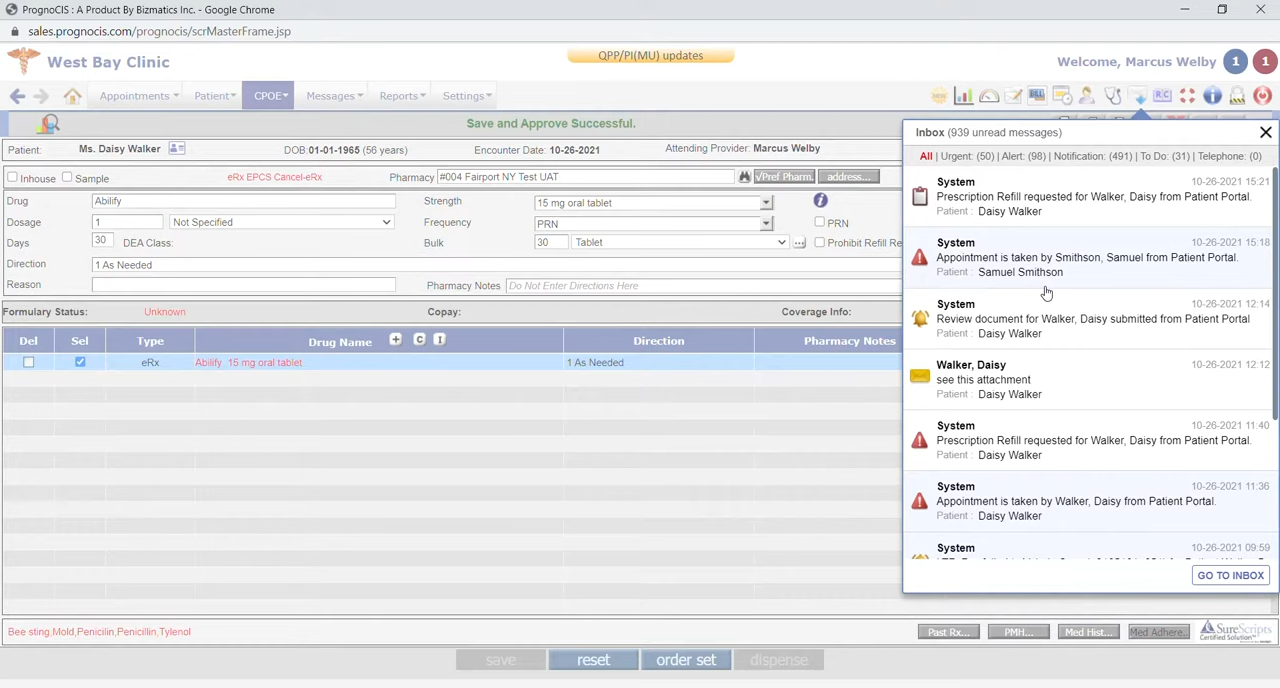 PrognoCIS : A Product By Bizmatics Inc. - Google Chrome
sales.prognocis.com/prognocis/scrMasterFrame.jsp
QPP/PI(MU) updates
West Bay Clinic
Welcome, Marcus Welby 1 1
Appointments Patient CPOE Messages Reports Settings
BILL R C
Save and Approve Successful.
Patient: Ms. Daisy Walker DOB:01-01-1965 (56 years) Encounter Date: 10-26-2021 Attending Provider: Marcus Welby
Inhouse Sample eRx EPCS Cancel-eRx Pharmacy #004 Fairport NY Test UAT √Pref Pharm. address...
Drug Abilify Strength 15 mg oral tablet
Dosage 1 Not Specified Frequency PRN PRN
Days 30 DEA Class: Bulk 30 Tablet ... Prohibit Refill Re
Direction 1 As Needed
Reason Pharmacy Notes Do Not Enter Directions Here
Formulary Status: Unknown Copay: Coverage Info:
Del Sel Type Drug Name + C I Direction Pharmacy Notes
eRx Abilify 15 mg oral tablet 1 As Needed
Bee sting,Mold,Penicilin,Penicillin,Tylenol
Past Rx... PMH... Med Hist... Med Adhere... SureScripts
Certified Solution
save reset order set dispense
Inbox (939 unread messages)
All | Urgent: (50) | Alert: (98) | Notification: (491) | To Do: (31) | Telephone: (0)
System 10-26-2021 15:21
Prescription Refill requested for Walker, Daisy from Patient Portal.
Patient : Daisy Walker
System 10-26-2021 15:18
Appointment is taken by Smithson, Samuel from Patient Portal.
Patient : Samuel Smithson
System 10-26-2021 12:14
Review document for Walker, Daisy submitted from Patient Portal
Patient : Daisy Walker
Walker, Daisy 10-26-2021 12:12
see this attachment
Patient : Daisy Walker
System 10-26-2021 11:40
Prescription Refill requested for Walker, Daisy from Patient Portal.
Patient : Daisy Walker
System 10-26-2021 11:36
Appointment is taken by Walker, Daisy from Patient Portal.
Patient : Daisy Walker
System 10-26-2021 09:59
GO TO INBOX